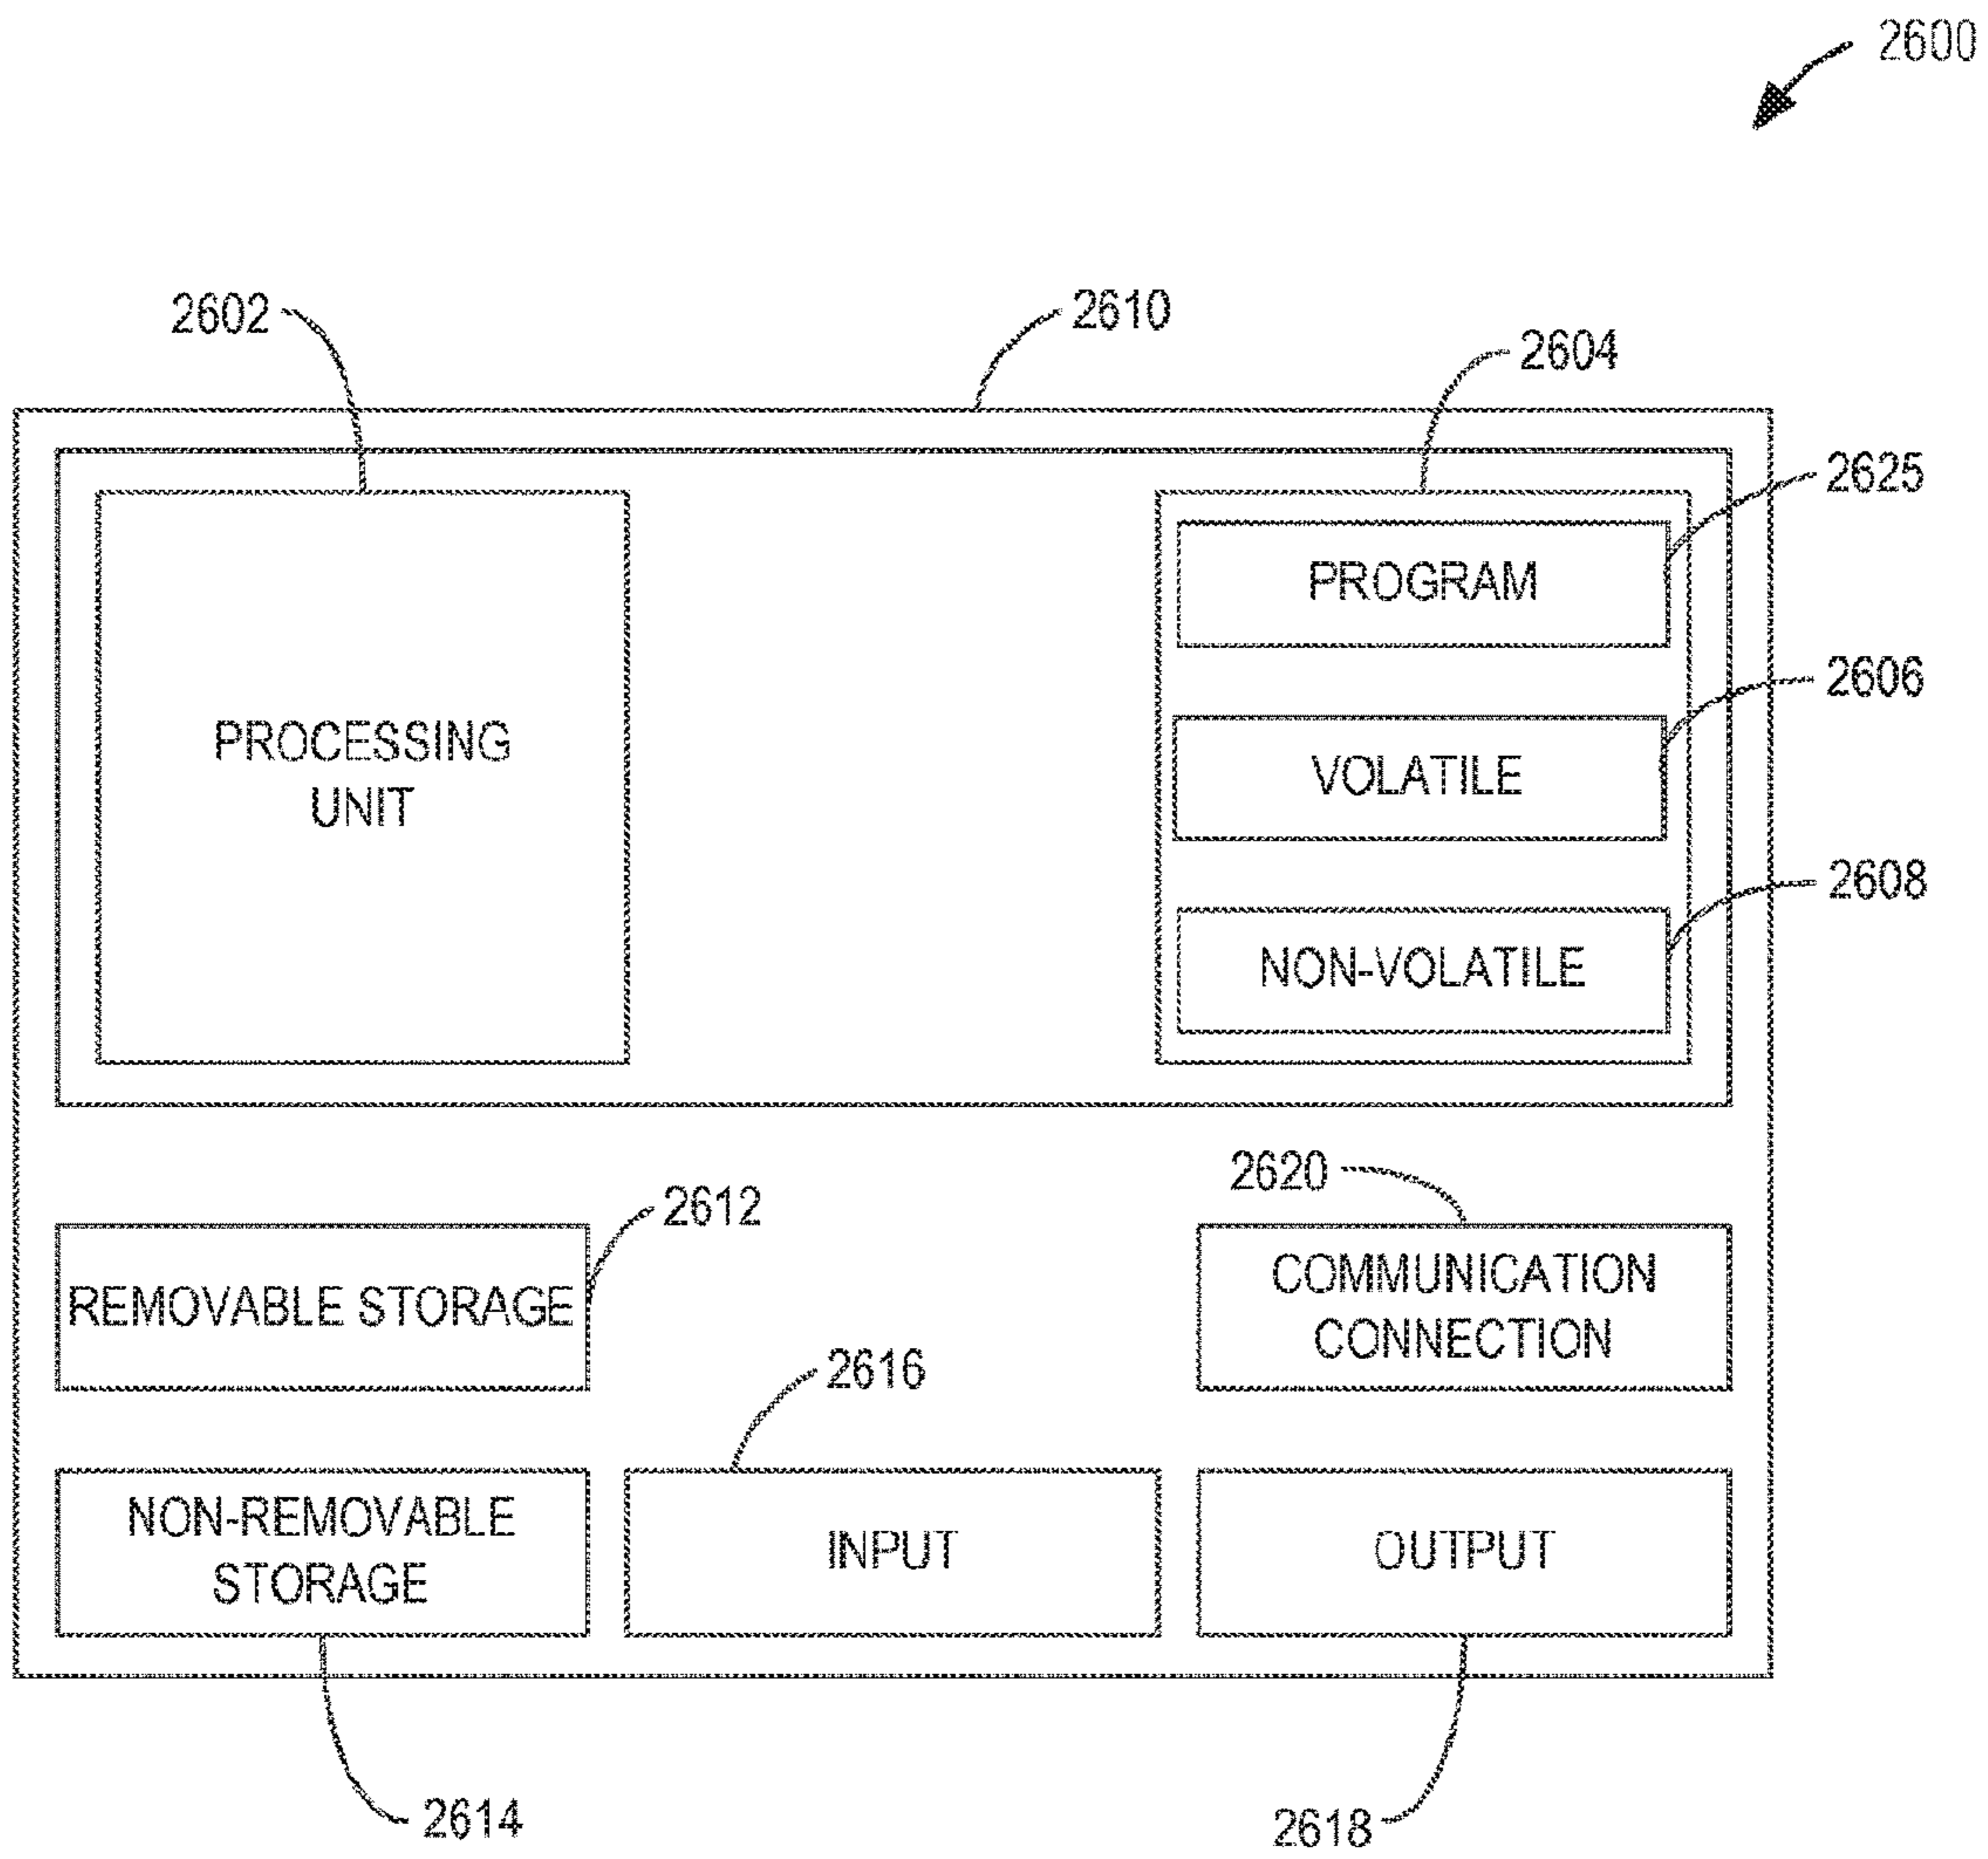 2600
2602
2610
2604
2625
PROGRAM
2606
PROCESSING
UNIT
VOLATILE
2608
NON-VOLATILE
2620
2612
REMOVABLE STORAGE
COMMUNICATION
CONNECTION
2616
NON-REMOVABLE
STORAGE
INPUT
OUTPUT
2614
2618